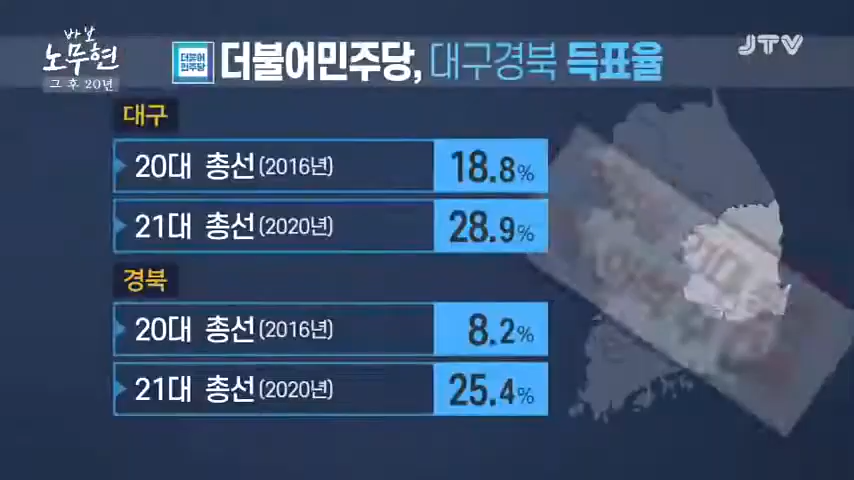 바보
노무현
그 후 20년
더불어
민주당
더불어민주당, 대구경북 득표율
JTV
대구
20대 총선(2016년) 18.8%
21대 총선(2020년) 28.9%
경북
20대 총선(2016년) 8.2%
21대 총선(2020년) 25.4%